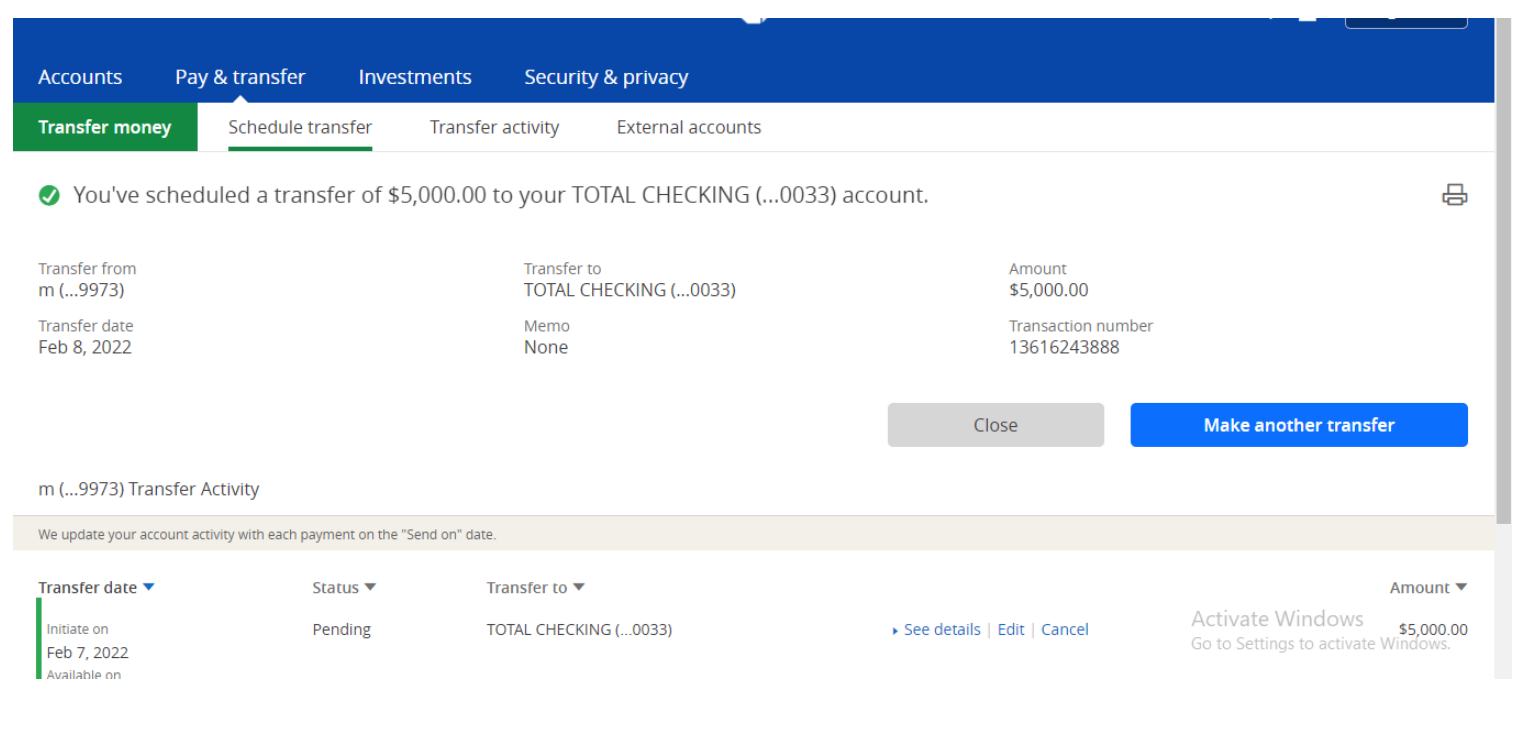 Accounts Pay & transfer Investments Security & privacy
Transfer money Schedule transfer Transfer activity External accounts
You've scheduled a transfer of $5,000.00 to your TOTAL CHECKING (...0033) account.
Transfer from Transfer to Amount
m (...9973) TOTAL CHECKING (...0033) $5,000.00
Transfer date Memo Transaction number
Feb 8, 2022 None 13616243888
Close Make another transfer
m (...9973) Transfer Activity
We update your account activity with each payment on the "Send on" date.
Transfer date Status Transfer to Amount
Initiate on Pending TOTAL CHECKING (...0033) See details | Edit | Cancel $5,000.00
Feb 7, 2022
Available on
Activate Windows
Go to Settings to activate Windows.